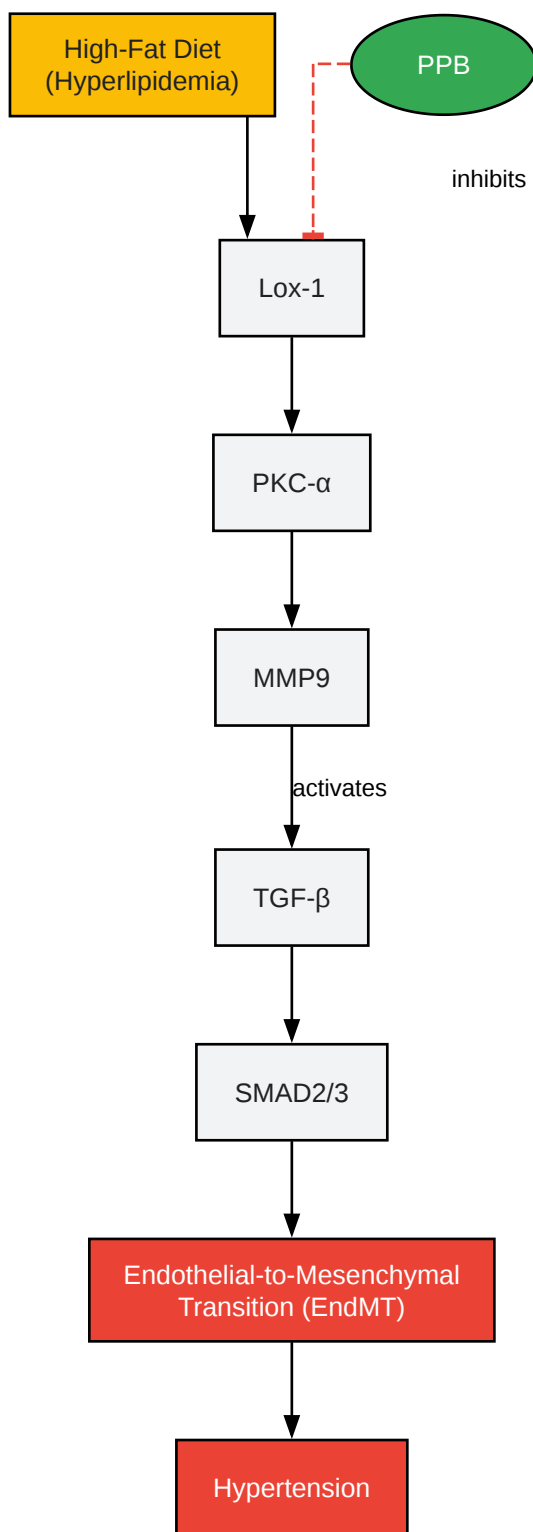 High-Fat Diet
(Hyperlipidemia)
PPB
inhibits
Lox-1
PKC-α
MMP9
activates
TGF-β
SMAD2/3
Endothelial-to-Mesenchymal
Transition (EndMT)
Hypertension